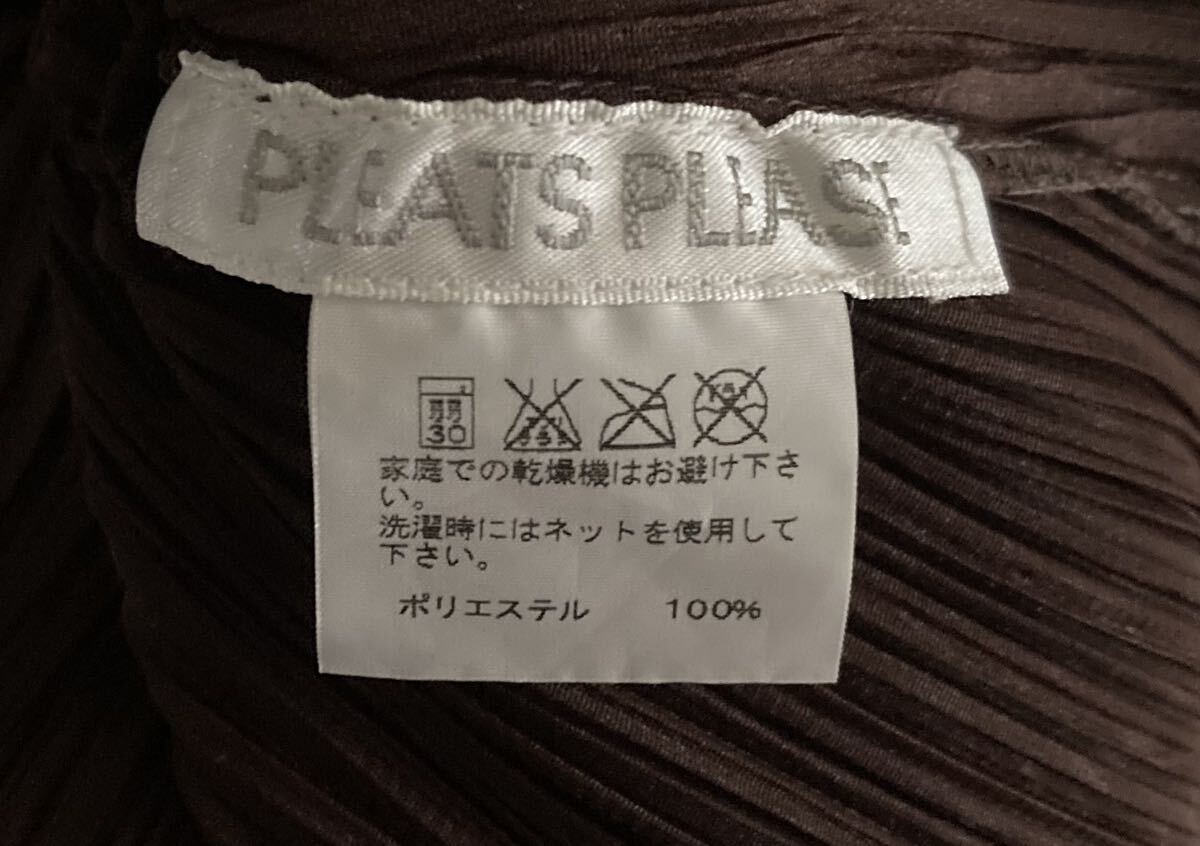 PLEATS PLEASE
弱
30
家庭での乾燥機はお避け下さ
い。
洗濯時にはネットを使用して
下さい。
ポリエステル 100%